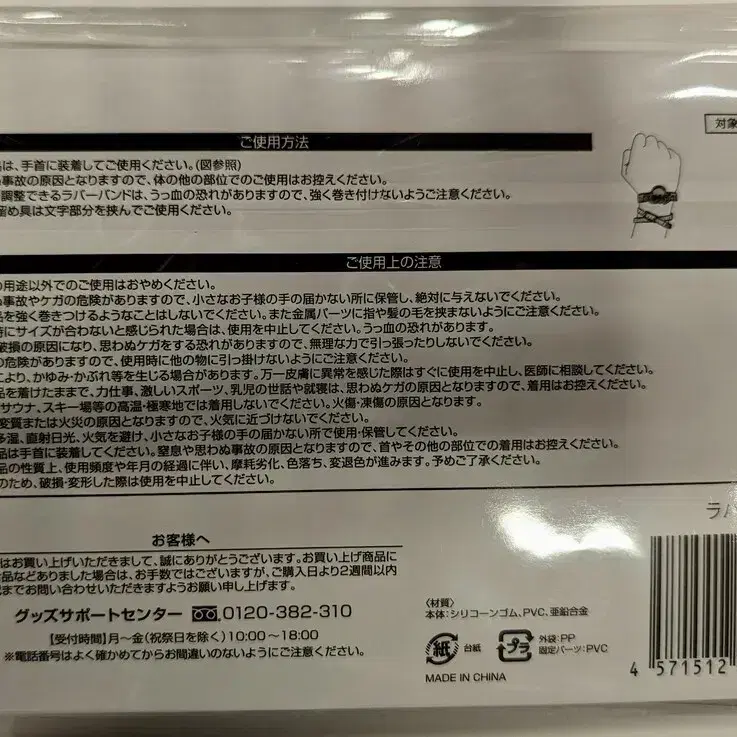 対象
ご使用方法
は、手首に装着してご使用ください。(図参照)
事故の原因となりますので、体の他の部位でのご使用はお控えください。
調整できるラバーバンドは、うっ血の恐れがありますので、強く巻き付けないようご注意ください。
留め具は文字部分を挟んでご使用ください。
ご使用上の注意
の用途以外でのご使用はおやめください。
事故やケガの危険がありますので、小さなお子様の手の届かない所に保管し、絶対に与えないでください。
品を強く巻きつけるようなことはしないでください。また金属パーツに指や髪の毛を挟まないようにご注意ください。
時にサイズが合わないと感じられた場合は、使用を中止してください。うっ血の恐れがあります。
破損の原因になり、思わぬケガをする恐れがありますので、無理な力で引っ張ったりしないでください。
の危険がありますので、使用時に他の物に引っ掛けないようにご注意ください。
により、かゆみ・かぶれ等を生じる場合があります。万一皮膚に異常を感じた際はすぐに使用を中止し、医師に相談してください。
品を着けたままで、力仕事、激しいスポーツ、乳児の世話や就寝は、思わぬケガの原因となりますので、着用はお控えください。
サウナ、スキー場等の高温・極寒地では着用しないでください。火傷・凍傷の原因となります。
変質または火災の原因となりますので、火気に近づけないでください。
多湿、直射日光、火気を避け、小さなお子様の手の届かない所で使用・保管してください。
品は手首に装着してください。窒息や思わぬ事故の原因となりますので、首やその他の部位での着用はお控えください。
品の性質上、使用頻度や年月の経過に伴い、摩耗劣化、色落ち、変退色が進みます。予めご了承ください。
のため、破損・変形した際は使用を中止してください。
お客様へ
はお買い上げいただきまして、誠にありがとうございます。お買い上げ商品に
品などありました場合は、お手数ではございますが、ご購入日より2週間以内
記までお問い合わせいただきますようお願い申し上げます。
グッズサポートセンター 0120-382-310
【受付時間】月〜金(祝祭日を除く)10:00〜18:00
※電話番号はよく確かめてからお間違いのないようにご注意ください。
〈材質〉
本体:シリコーンゴム、PVC、亜鉛合金
紙 台紙
プラ 外袋:PP
固定パーツ:PVC
MADE IN CHINA
ラバ
4 571512